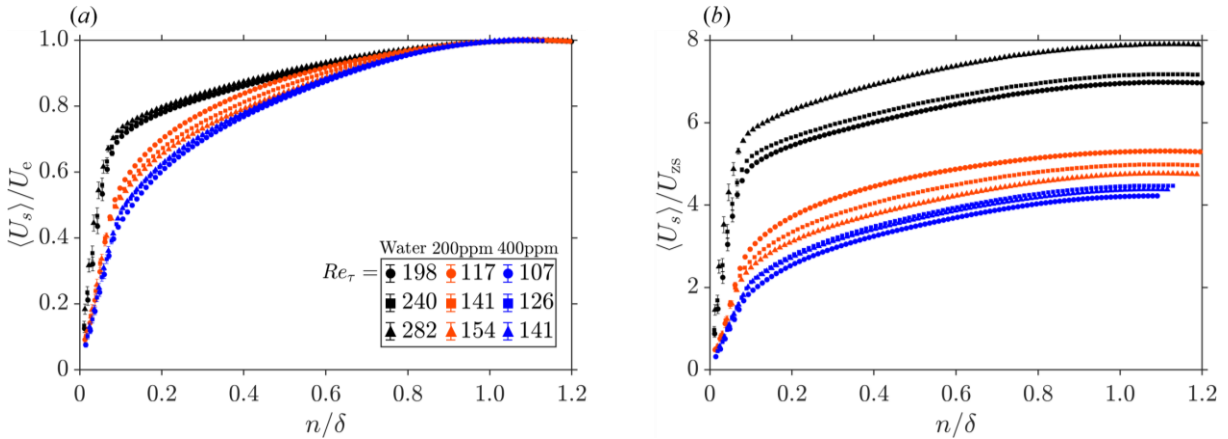 (a)
1.0
0.8
0.6
0.4
0.2
0
⟨U_s⟩/U_e
Water 200ppm 400ppm
Re_τ = 198 117 107
240 141 126
282 154 141
0 0.2 0.4 0.6 0.8 1.0 1.2
n/δ
(b)
8
6
4
2
0
⟨U_s⟩/U_zs
0 0.2 0.4 0.6 0.8 1.0 1.2
n/δ